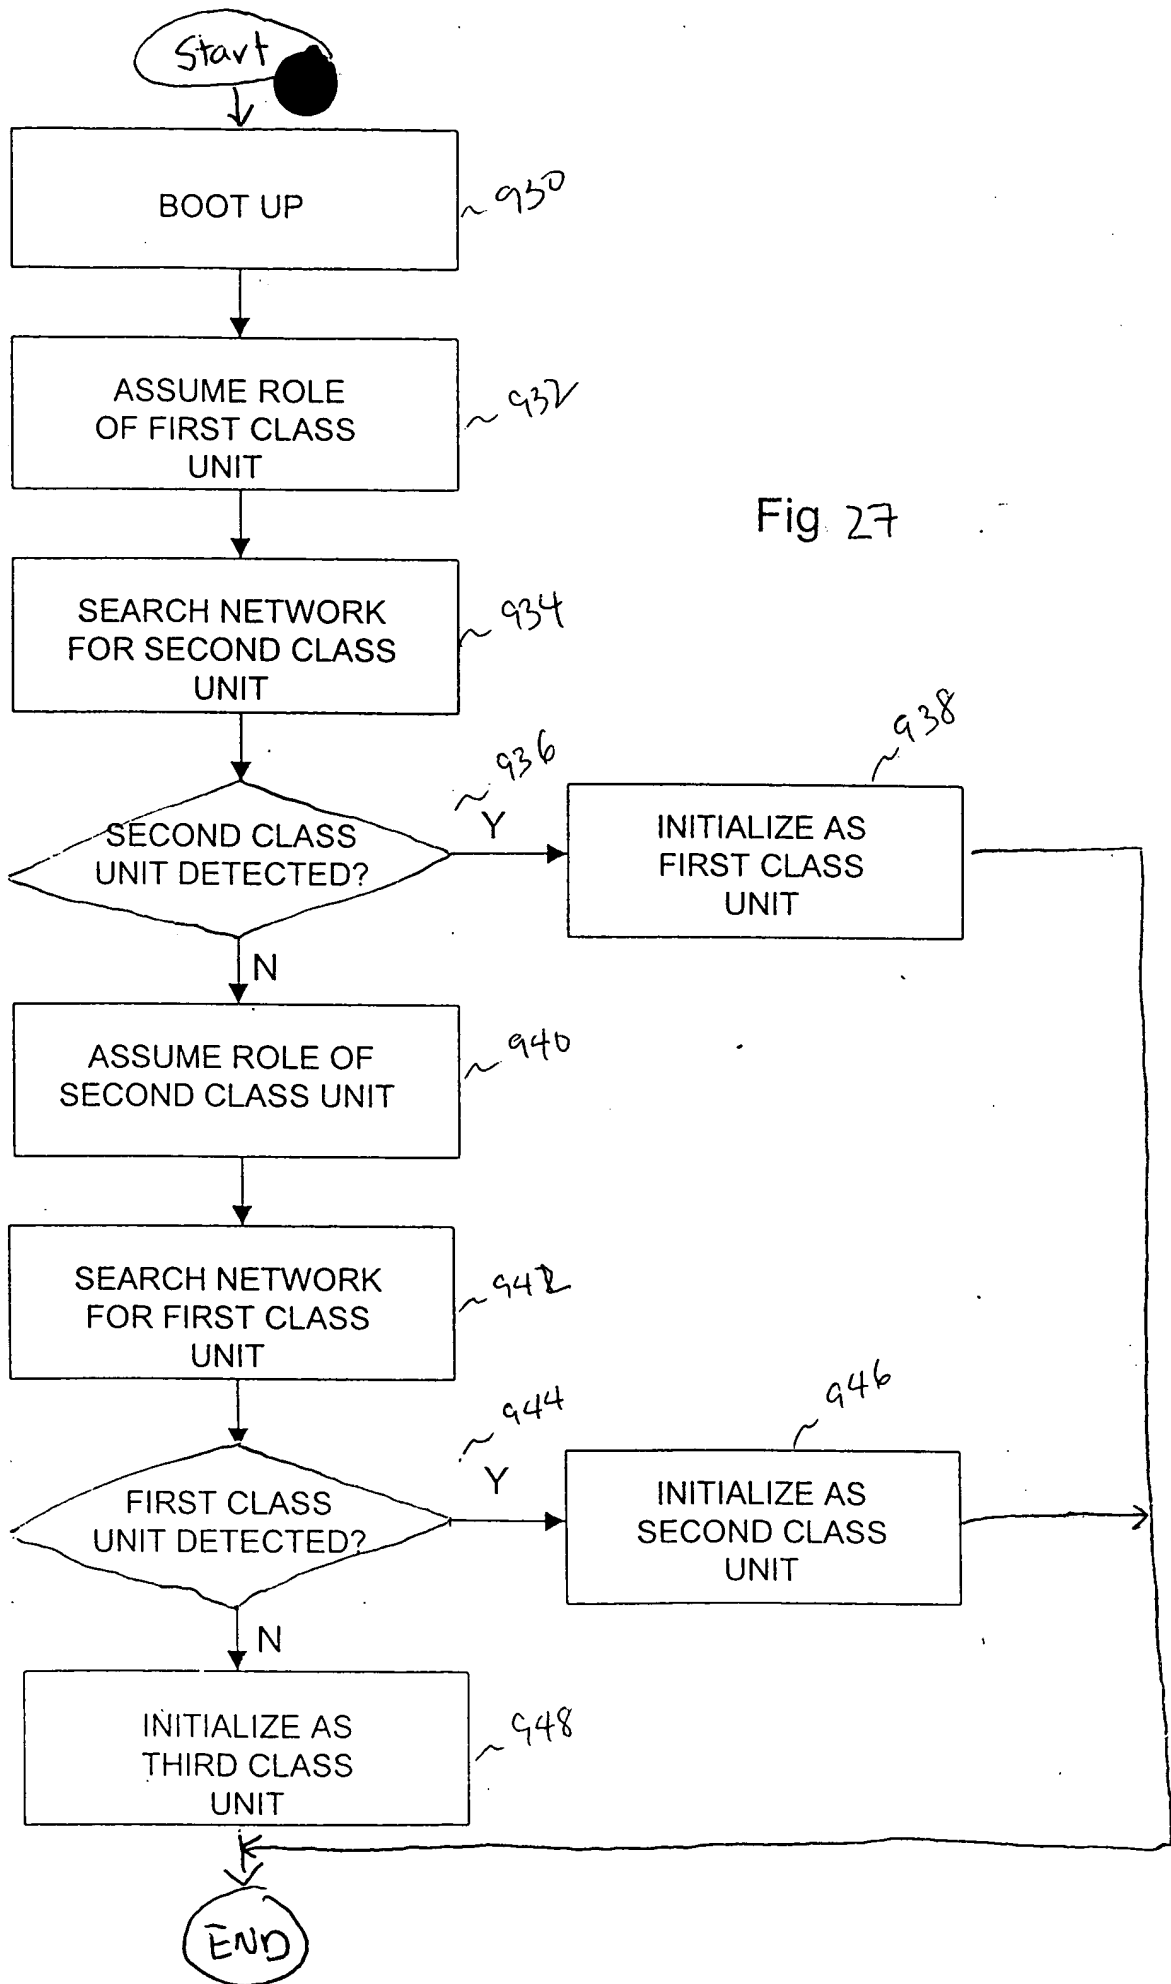 Start
BOOT UP
930
ASSUME ROLE
OF FIRST CLASS
UNIT
932
Fig 27
SEARCH NETWORK
FOR SECOND CLASS
UNIT
934
SECOND CLASS
UNIT DETECTED?
936
Y
INITIALIZE AS
FIRST CLASS
UNIT
938
N
ASSUME ROLE OF
SECOND CLASS UNIT
940
SEARCH NETWORK
FOR FIRST CLASS
UNIT
942
FIRST CLASS
UNIT DETECTED?
944
Y
INITIALIZE AS
SECOND CLASS
UNIT
946
N
INITIALIZE AS
THIRD CLASS
UNIT
948
END